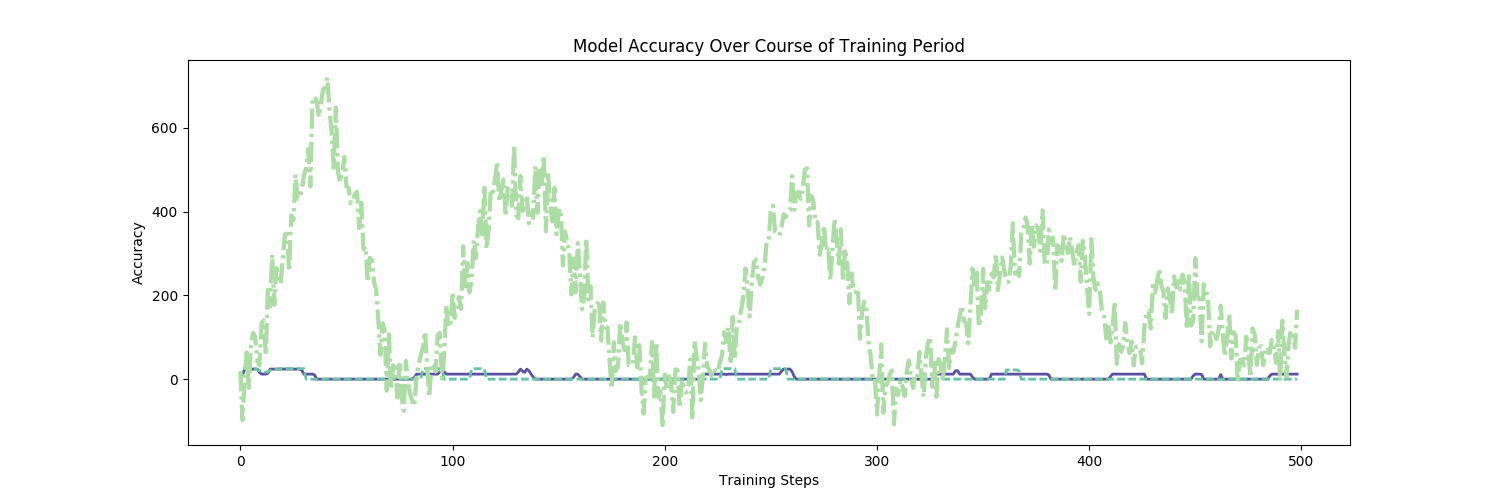 Model Accuracy Over Course of Training Period
Accuracy
600
400
200
0
0 100 200 300 400 500
Training Steps